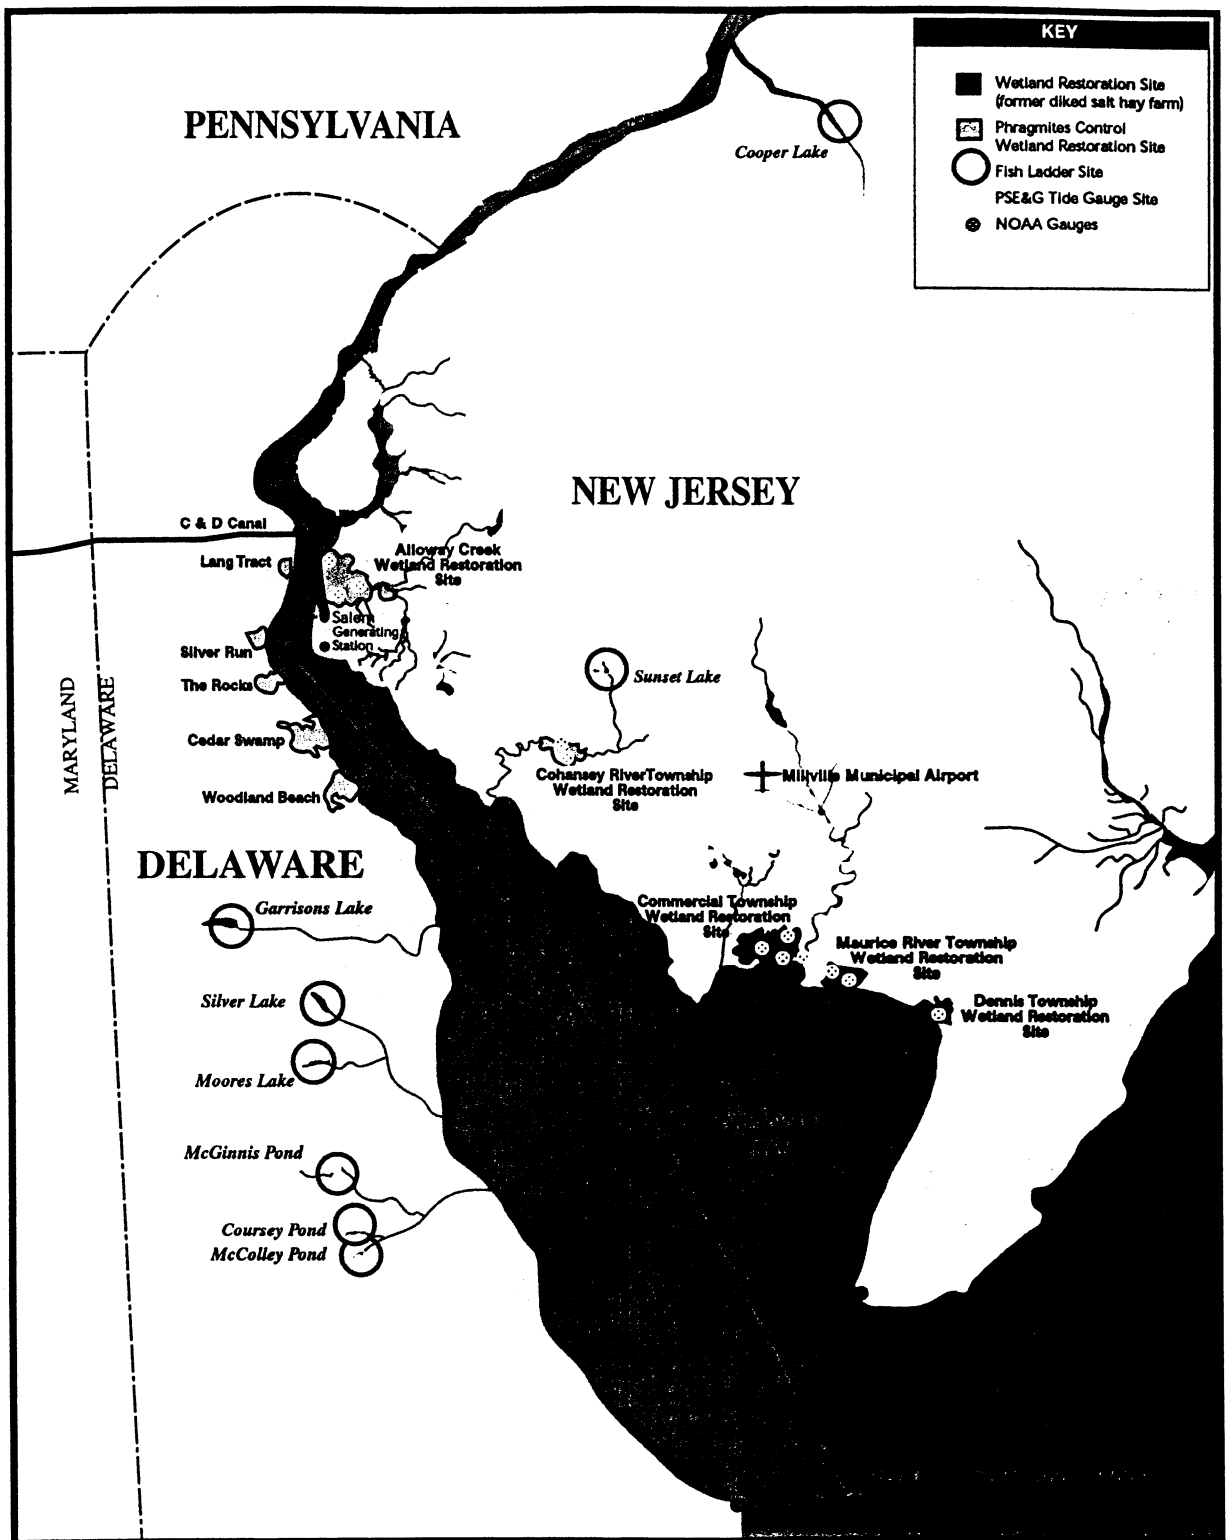 KEY
Wetland Restoration Site
(former diked salt hay farm)
Phragmites Control
Wetland Restoration Site
Fish Ladder Site
PSE&G Tide Gauge Site
NOAA Gauges
PENNSYLVANIA
Cooper Lake
NEW JERSEY
C & D Canal
Lang Tract
Alloway Creek
Wetland Restoration
Site
Salem
Generating
Station
Silver Run
The Rocks
Cedar Swamp
Woodland Beach
MARYLAND
DELAWARE
Sunset Lake
Cohansey RiverTownship
Wetland Restoration
Site
Millville Municipal Airport
DELAWARE
Garrisons Lake
Commercial Township
Wetland Restoration
Site
Maurice River Township
Wetland Restoration
Site
Dennis Township
Wetland Restoration
Site
Silver Lake
Moores Lake
McGinnis Pond
Coursey Pond
McColley Pond